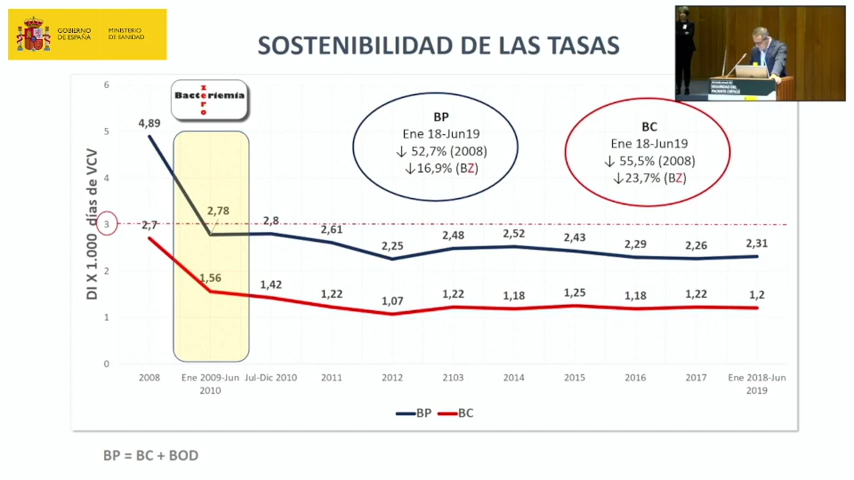 GOBIERNO
DE ESPAÑA
MINISTERIO
DE SANIDAD
SOSTENIBILIDAD DE LAS TASAS
zero
Bacteriemia
BP
Ene 18-Jun19
↓ 52,7% (2008)
↓16,9% (BZ)
BC
Ene 18-Jun19
↓ 55,5% (2008)
↓23,7% (BZ)
DI X 1.000 días de VCV
6
5
4
3
2
1
0
4,89
2,78
2,8
2,61
2,25
2,48
2,52
2,43
2,29
2,26
2,31
2,7
1,56
1,42
1,22
1,07
1,22
1,18
1,25
1,18
1,22
1,2
2008
Ene 2009-Jun
2010
Jul-Dic 2010
2011
2012
2103
2014
2015
2016
2017
Ene 2018-Jun
2019
BP
BC
BP = BC + BOD
SEGURIDAD DEL
PACIENTE CRÍTICO